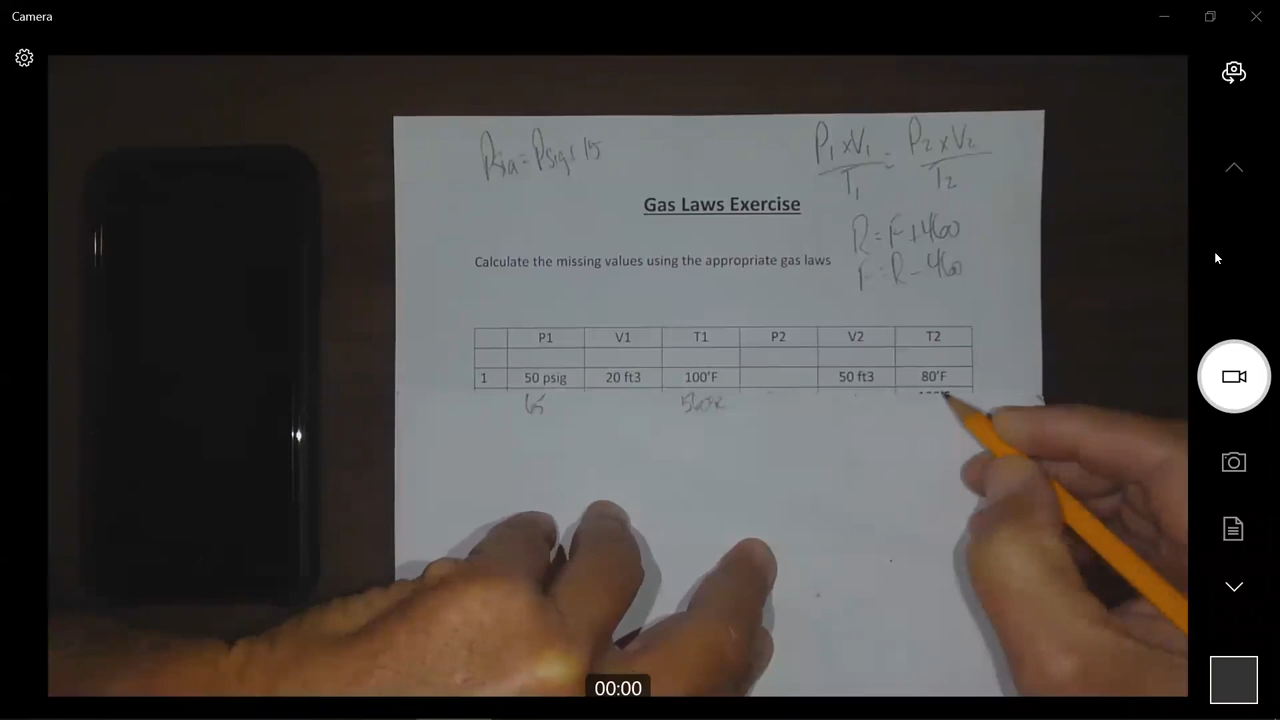 Camera
Psia = Psig + 15
P1 x V1 = P2 x V2
T1 T2
Gas Laws Exercise
R = F + 460
Calculate the missing values using the appropriate gas laws
F = R - 460
P1 V1 T1 P2 V2 T2
1 50 psig 20 ft3 100'F 50 ft3 80'F
65 560R
00:00